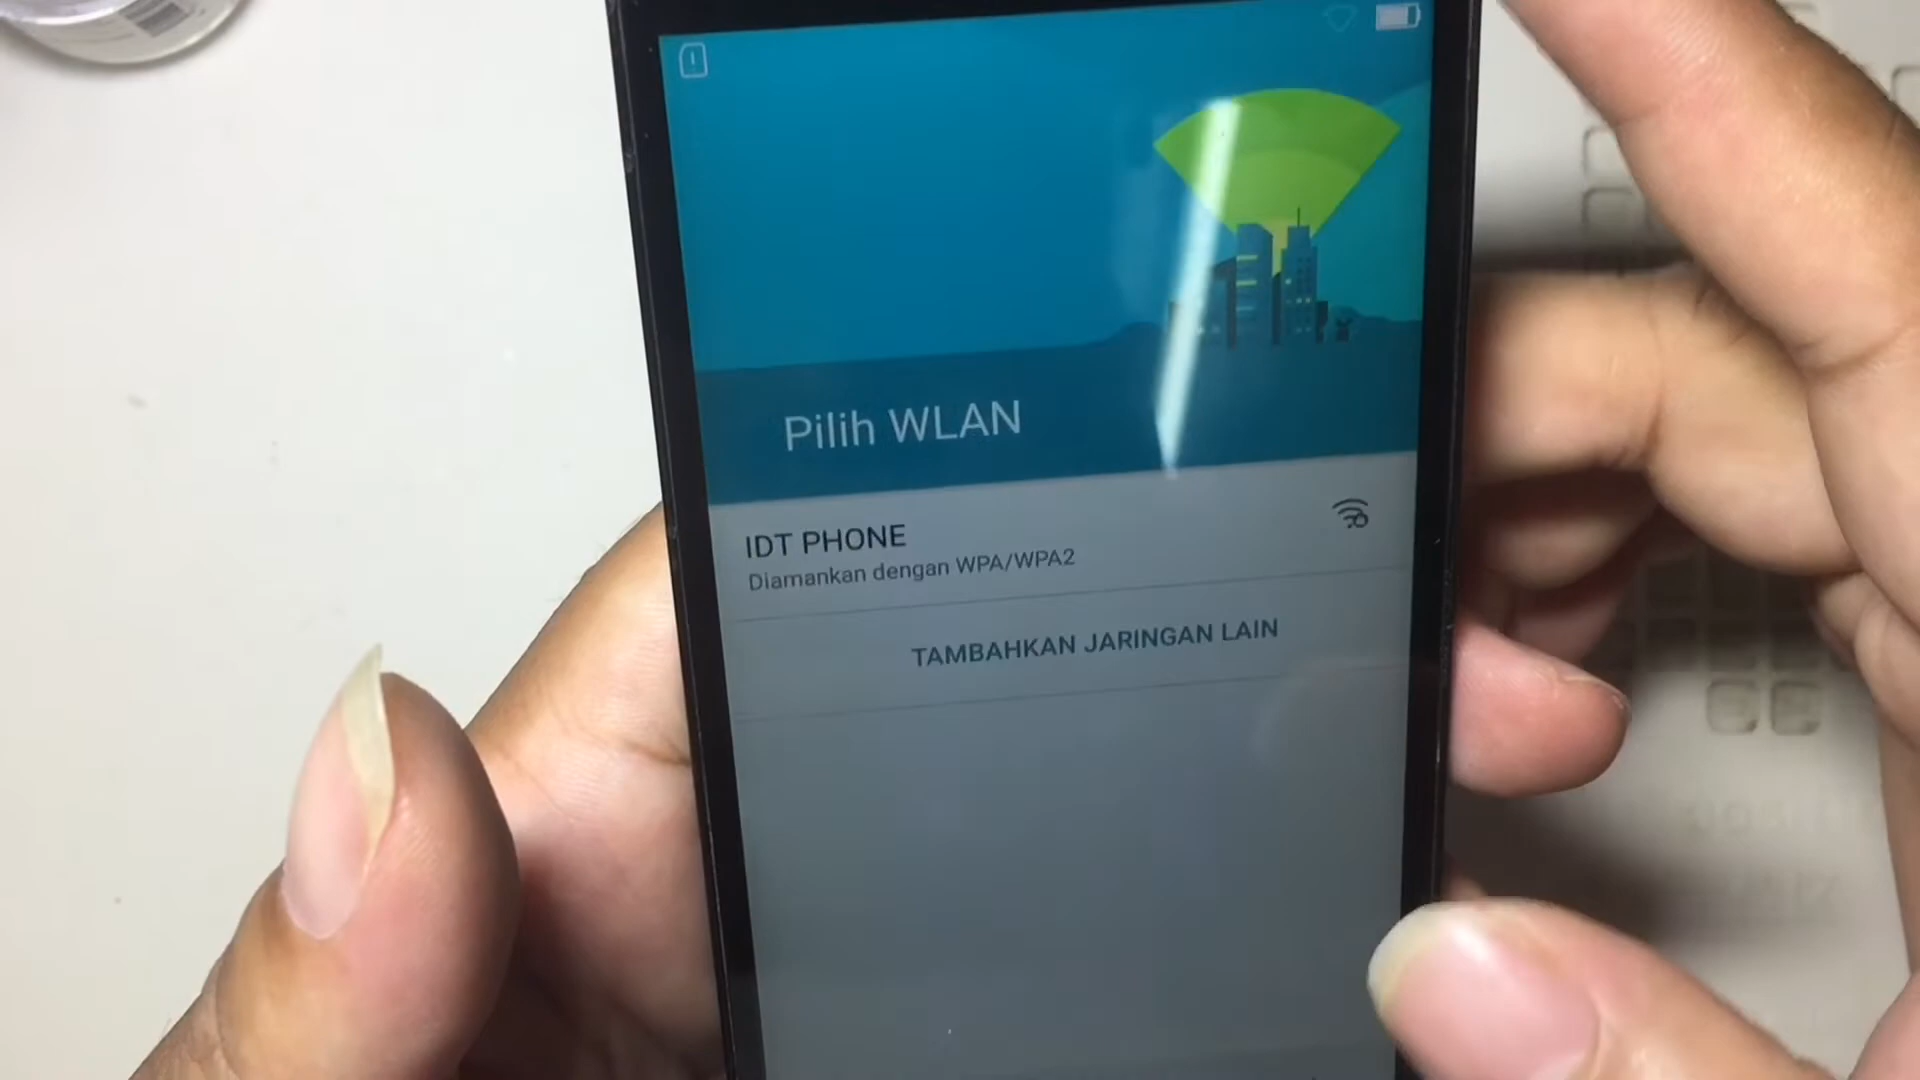 Pilih WLAN
IDT PHONE
Diamankan dengan WPA/WPA2
TAMBAHKAN JARINGAN LAIN